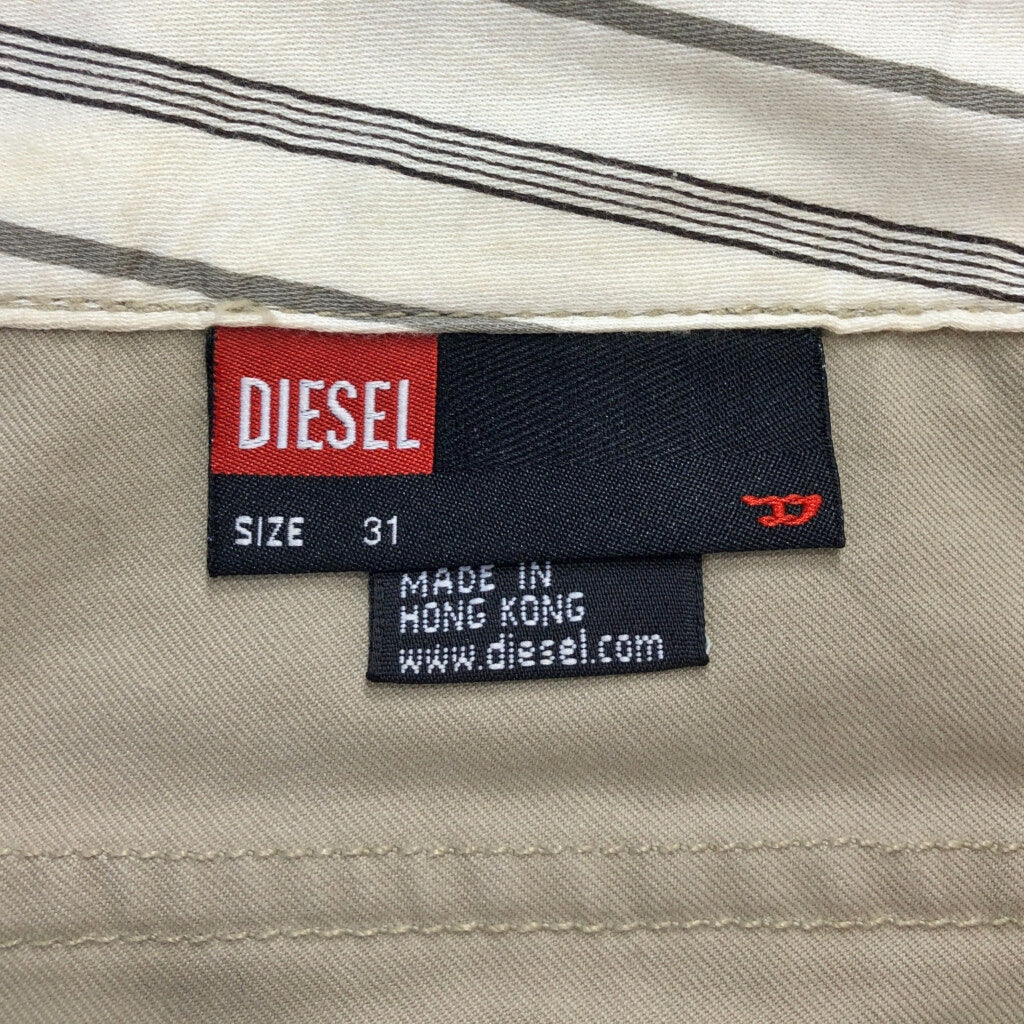 DIESEL
SIZE 31
MADE IN
HONG KONG
www.diesel.com